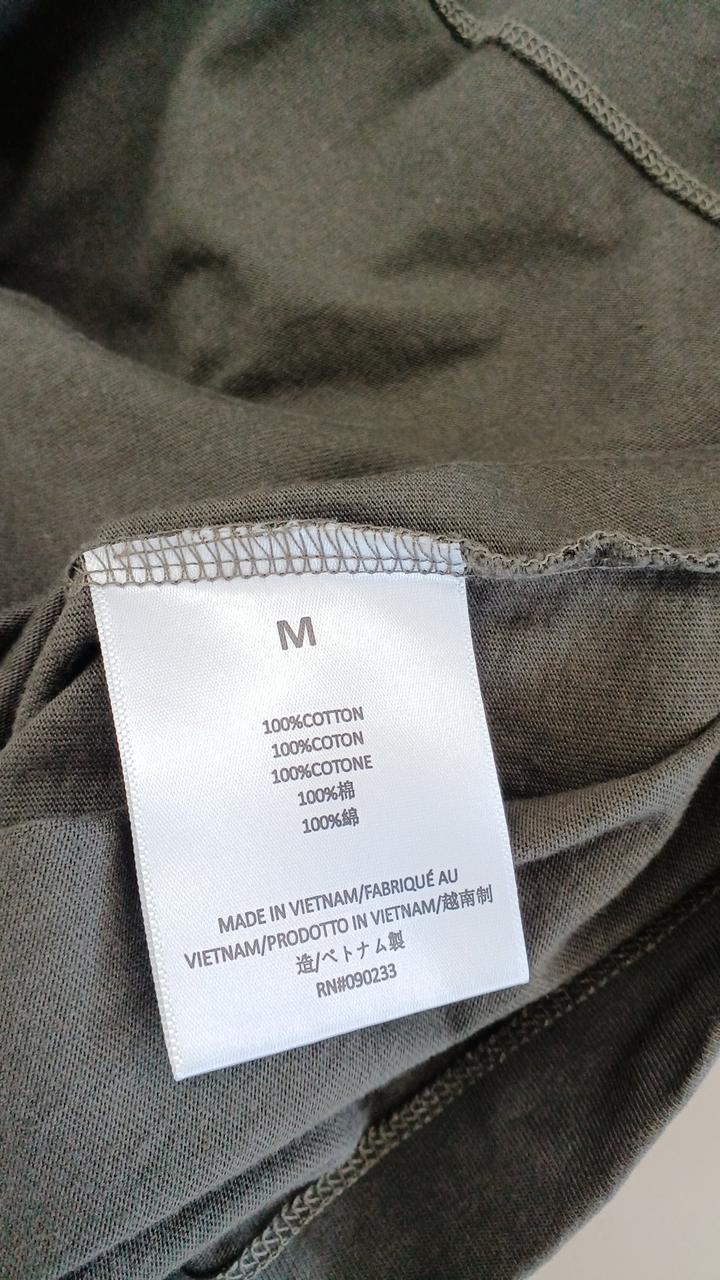 M
100%COTTON
100%COTON
100%COTONE
100%棉
100%綿
MADE IN VIETNAM/FABRIQUÉ AU
VIETNAM/PRODOTTO IN VIETNAM/越南制
造/ベトナム製
RN#090233